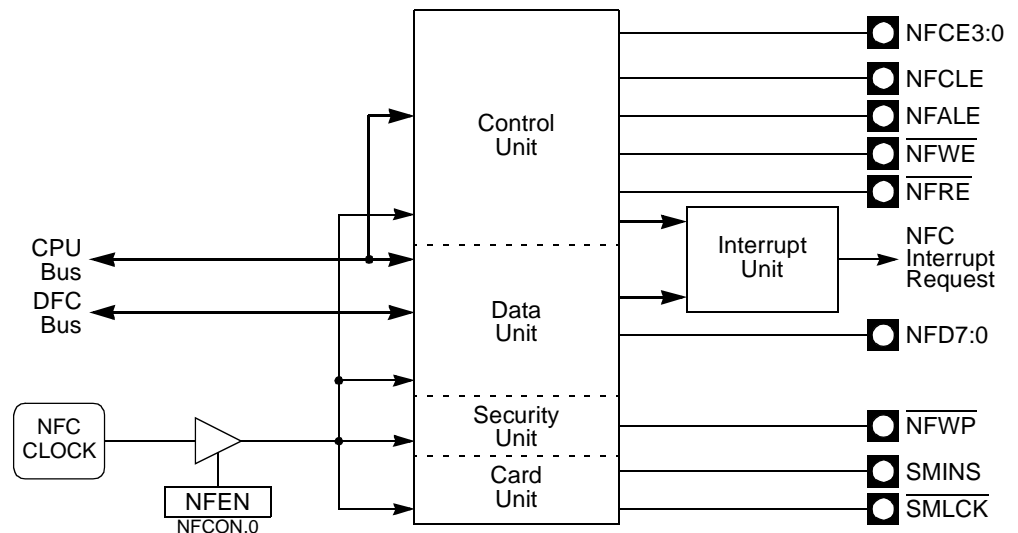 NFCE3:0
NFCLE
NFALE
NFWE
NFRE
Control
Unit
CPU
Bus
DFC
Bus
Interrupt
Unit
NFC
Interrupt
Request
Data
Unit
NFD7:0
NFC
CLOCK
Security
Unit
NFWP
NFEN
NFCON.0
Card
Unit
SMINS
SMLCK